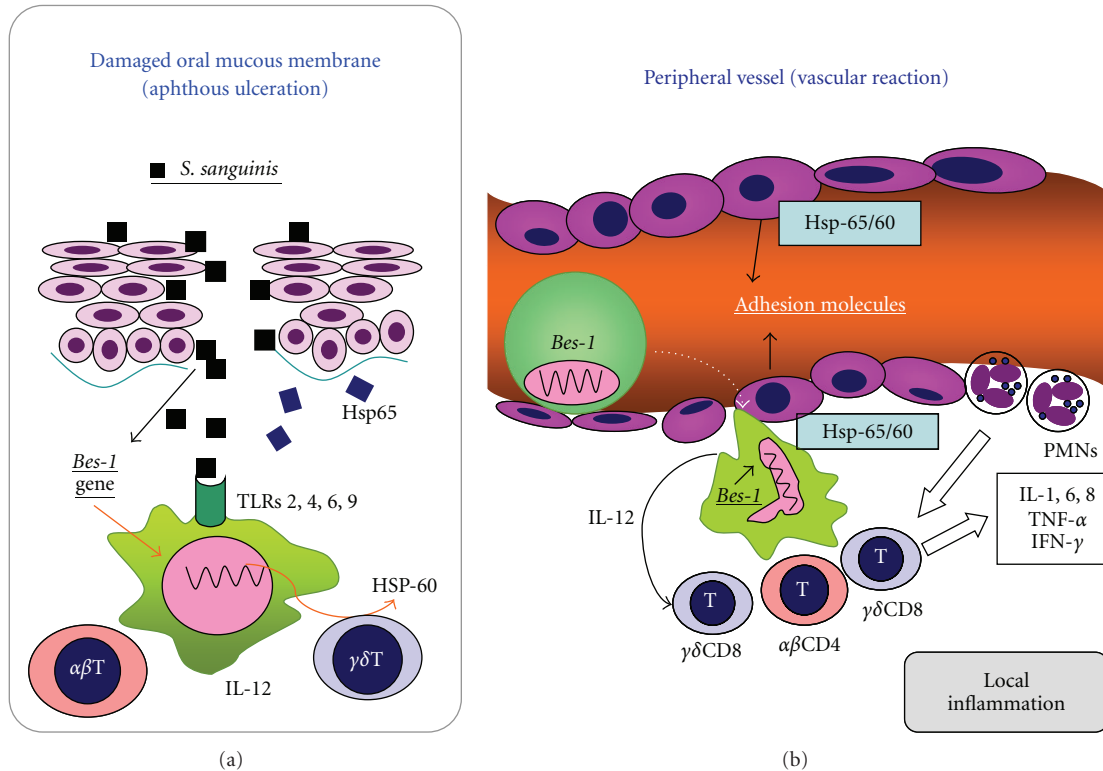 Damaged oral mucous membrane
(aphthous ulceration)
S. sanguinis
Hsp65
Bes-1
gene
TLRs 2, 4, 6, 9
HSP-60
αβT
γδT
IL-12
(a)
Peripheral vessel (vascular reaction)
Hsp-65/60
Adhesion molecules
Bes-1
Hsp-65/60
PMNs
Bes-1
IL-12
IL-1, 6, 8
TNF-α
IFN-γ
T
T
T
γδCD8
γδCD8
αβCD4
Local
inflammation
(b)